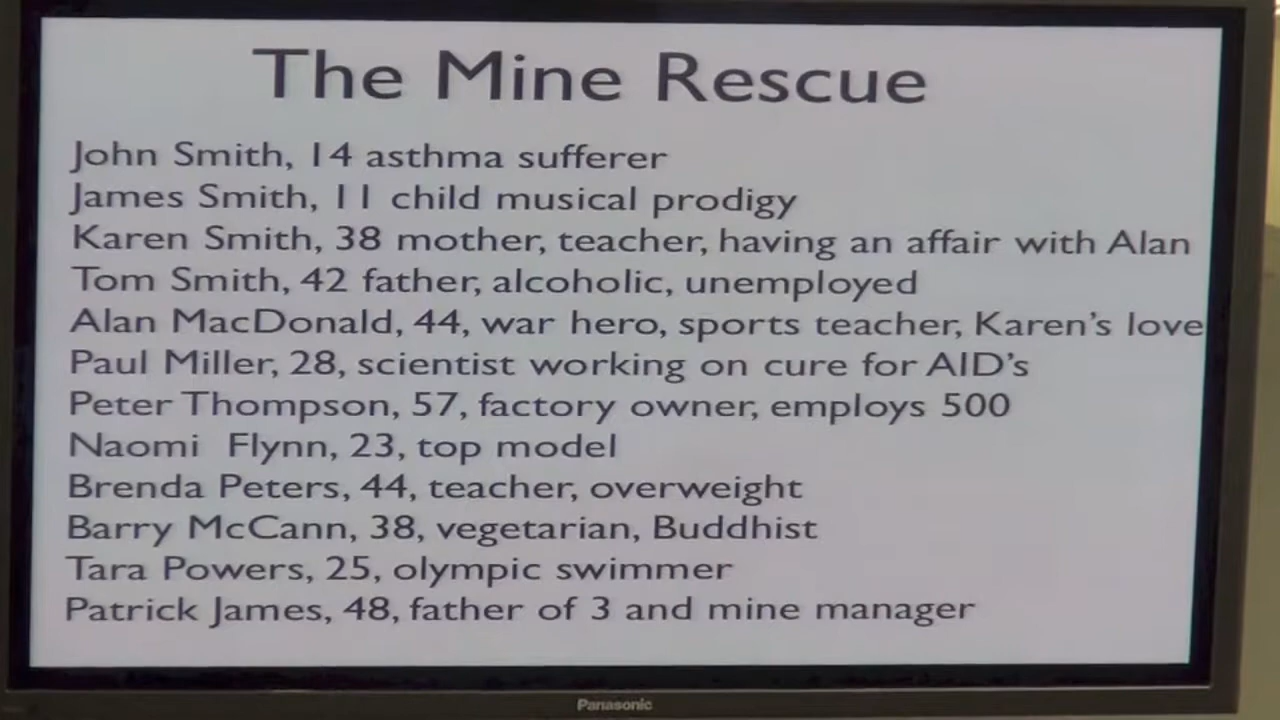 The Mine Rescue
John Smith, 14 asthma sufferer
James Smith, 11 child musical prodigy
Karen Smith, 38 mother, teacher, having an affair with Alan
Tom Smith, 42 father, alcoholic, unemployed
Alan MacDonald, 44, war hero, sports teacher, Karen's love
Paul Miller, 28, scientist working on cure for AID's
Peter Thompson, 57, factory owner, employs 500
Naomi Flynn, 23, top model
Brenda Peters, 44, teacher, overweight
Barry McCann, 38, vegetarian, Buddhist
Tara Powers, 25, olympic swimmer
Patrick James, 48, father of 3 and mine manager
Panasonic